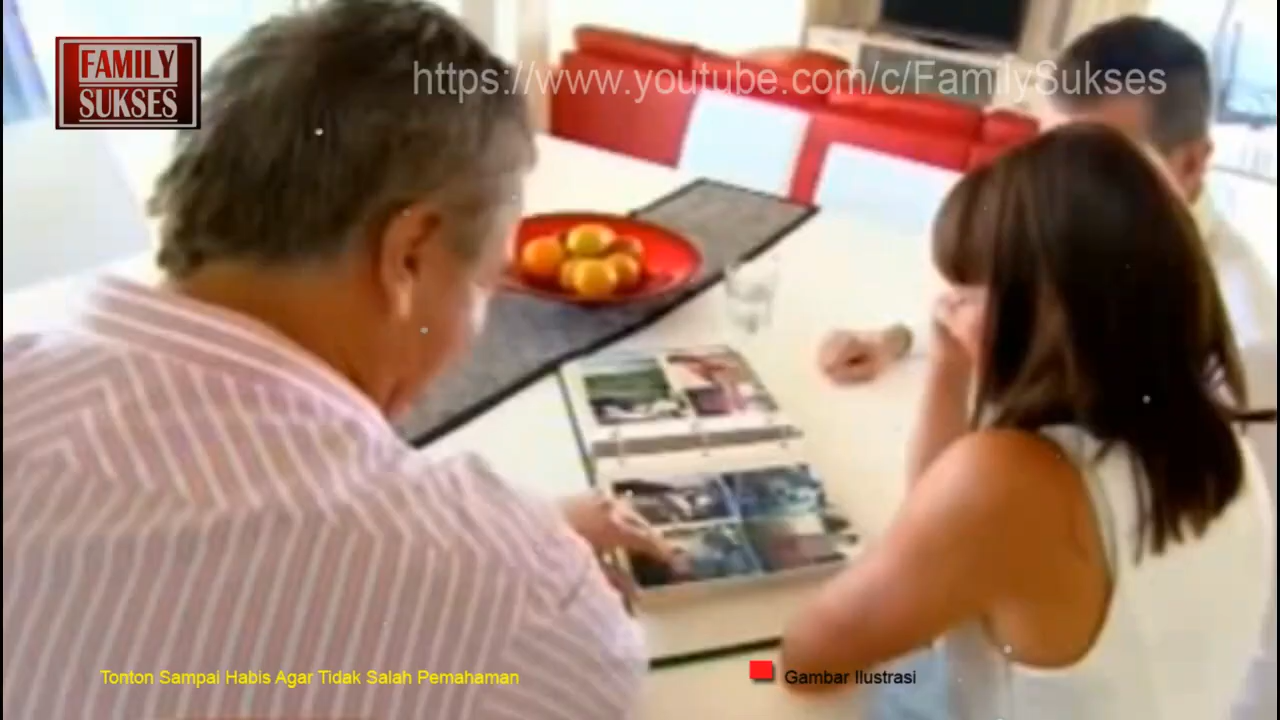 FAMILY
SUKSES
https://www.youtube.com/c/FamilySukses
Tonton Sampai Habis Agar Tidak Salah Pemahaman
Gambar Ilustrasi